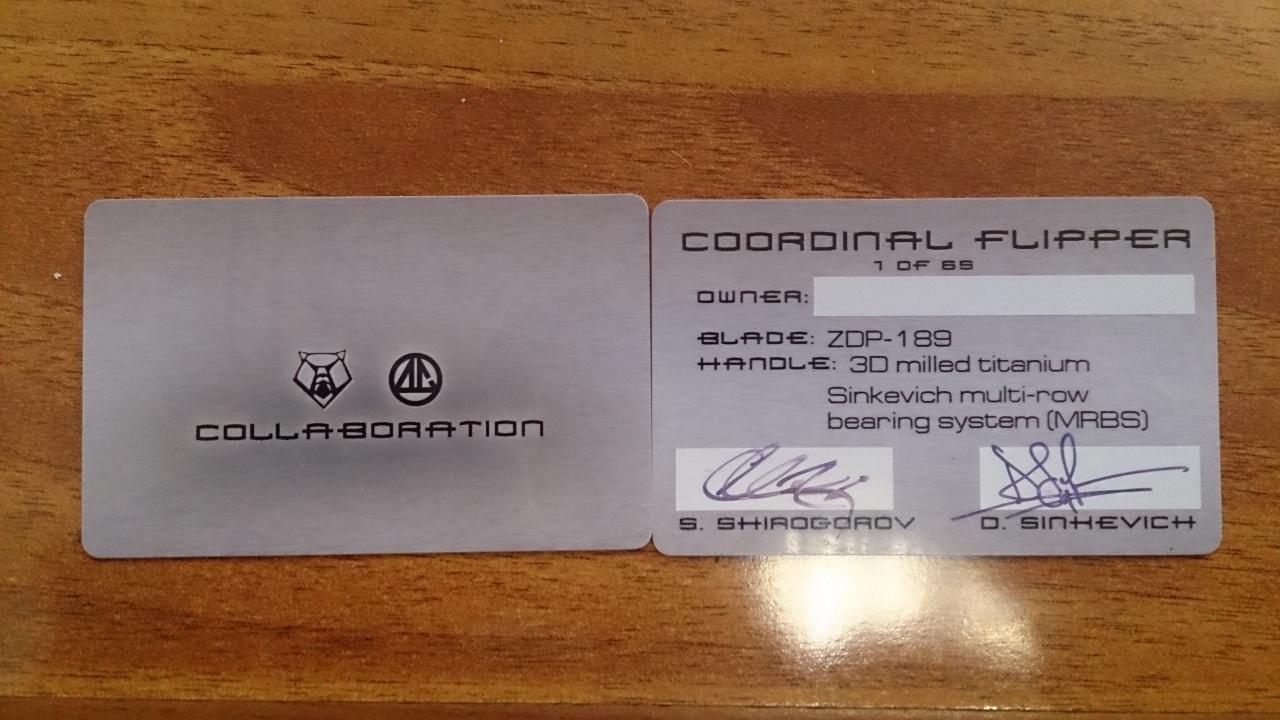 COLLABORATION
COORDINAL FLIPPER
1 OF 65
OWNER:
BLADE: ZDP-189
HANDLE: 3D milled titanium
Sinkevich multi-row
bearing system (MRBS)
S. SHIROGOROV
D. SINKEVICH